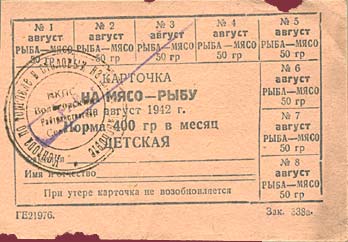 № 1 август РЫБА—МЯСО 50 гр
№ 2 август РЫБА—МЯСО 50 гр
№ 3 август РЫБА—МЯСО 50 гр
№ 4 август РЫБА—МЯСО 50 гр
№ 5 август РЫБА—МЯСО 50 гр
№ 6 август РЫБА—МЯСО 50 гр
№ 7 август РЫБА—МЯСО 50 гр
№ 8 август РЫБА—МЯСО 50 гр
КАРТОЧКА
НА МЯСО—РЫБУ
август 1942 г.
Норма 400 гр в месяц
ДЕТСКАЯ
Имя и отчество
При утере карточка не возобновляется
ГЕ21976.
Зак. 338а.
НКПС